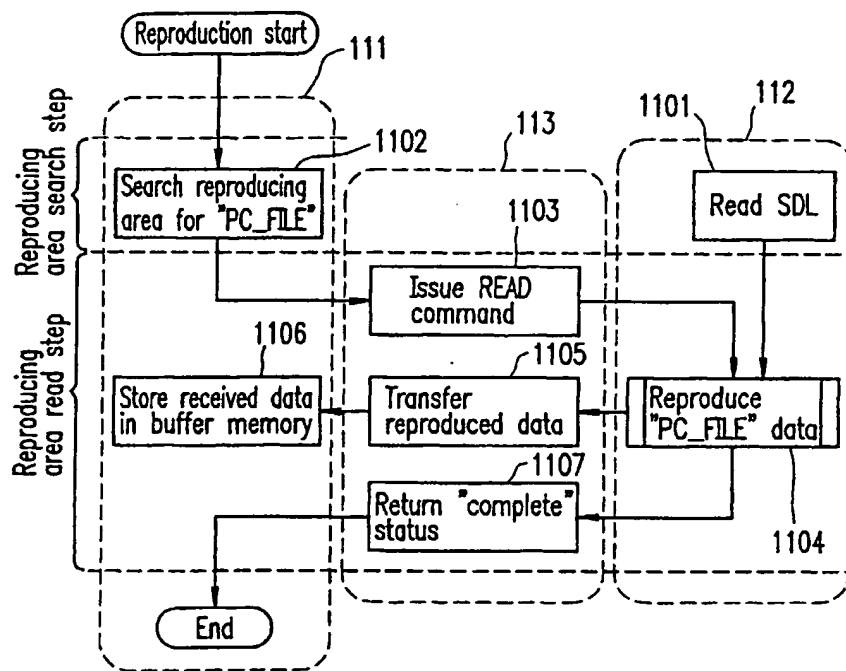 Reproduction start
111
113
112
1101
1102
1103
Reproducing
area search step
Search reproducing
area for "PC_FILE"
Read SDL
Issue READ
command
1106
1105
Reproducing
area read step
Store received data
in buffer memory
Transfer
reproduced data
Reproduce
"PC_FILE" data
1107
Return "complete"
status
1104
End